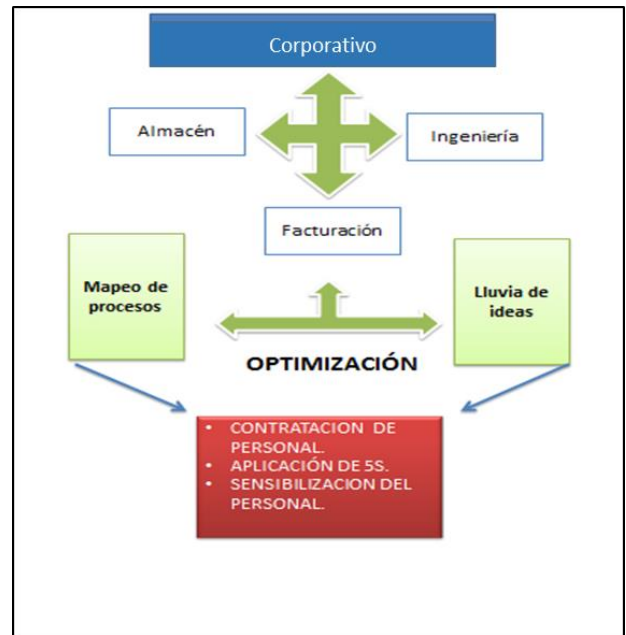 Corporativo
Almacén
Ingeniería
Facturación
Mapeo de
procesos
Lluvia de
ideas
OPTIMIZACIÓN
• CONTRATACION DE
PERSONAL.
• APLICACIÓN DE 5S.
• SENSIBILIZACION DEL
PERSONAL.